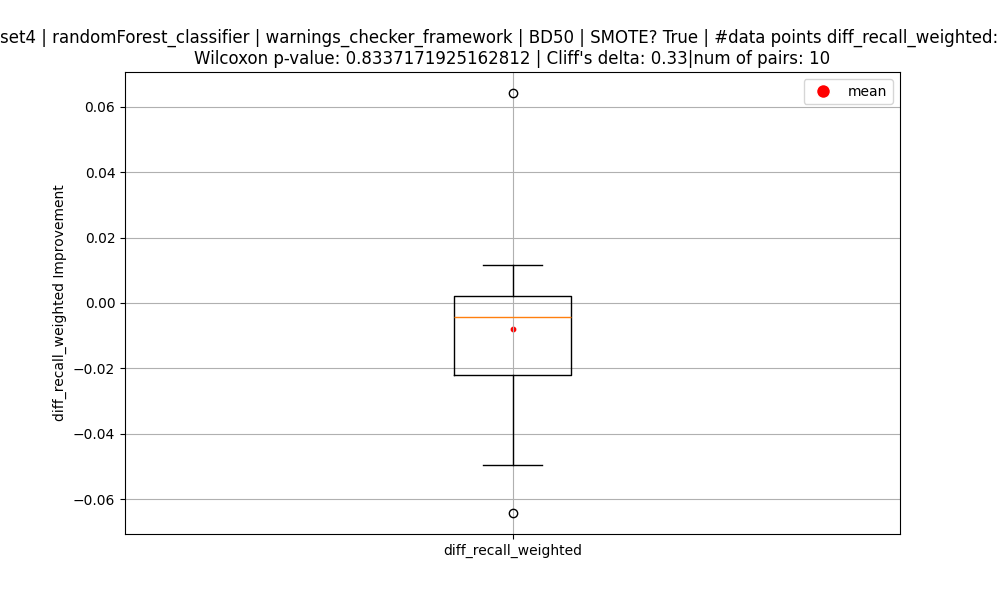 set4 | randomForest_classifier | warnings_checker_framework | BD50 | SMOTE? True | #data points diff_recall_weighted:
Wilcoxon p-value: 0.8337171925162812 | Cliff's delta: 0.33|num of pairs: 10
mean
0.06
0.04
0.02
0.00
−0.02
−0.04
−0.06
diff_recall_weighted Improvement
diff_recall_weighted